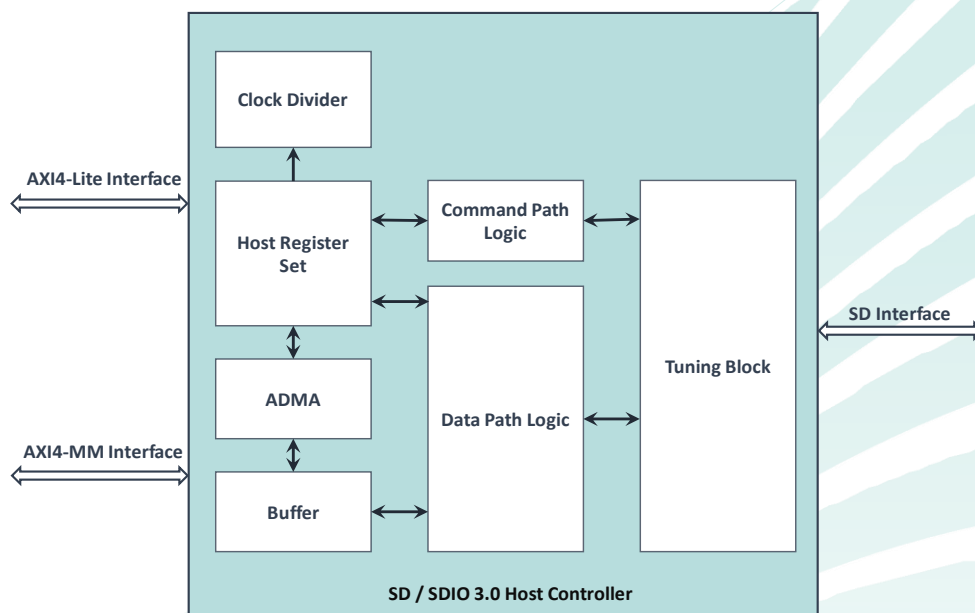 Clock Divider
AXI4-Lite Interface
Host Register
Set
Command Path
Logic
SD Interface
Tuning Block
ADMA
Data Path Logic
AXI4-MM Interface
Buffer
SD / SDIO 3.0 Host Controller